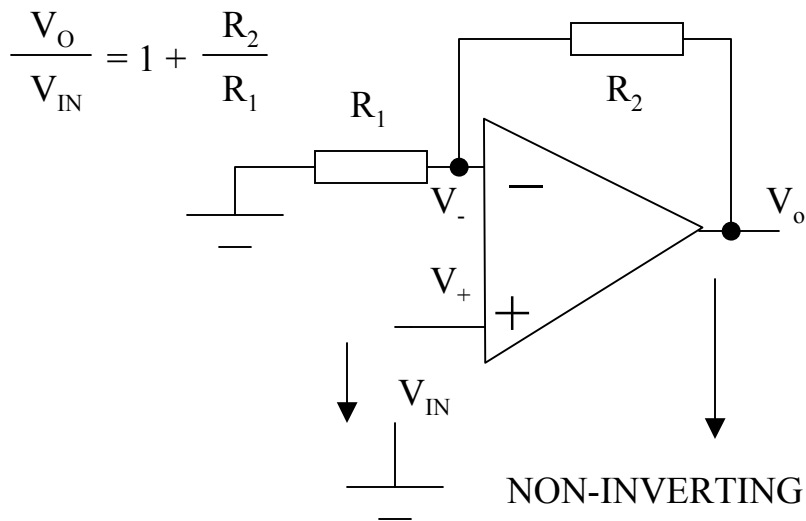 V_O / V_IN = 1 + R_2 / R_1
R_2
R_1
V_-
−
V_o
V_+
+
V_IN
NON-INVERTING